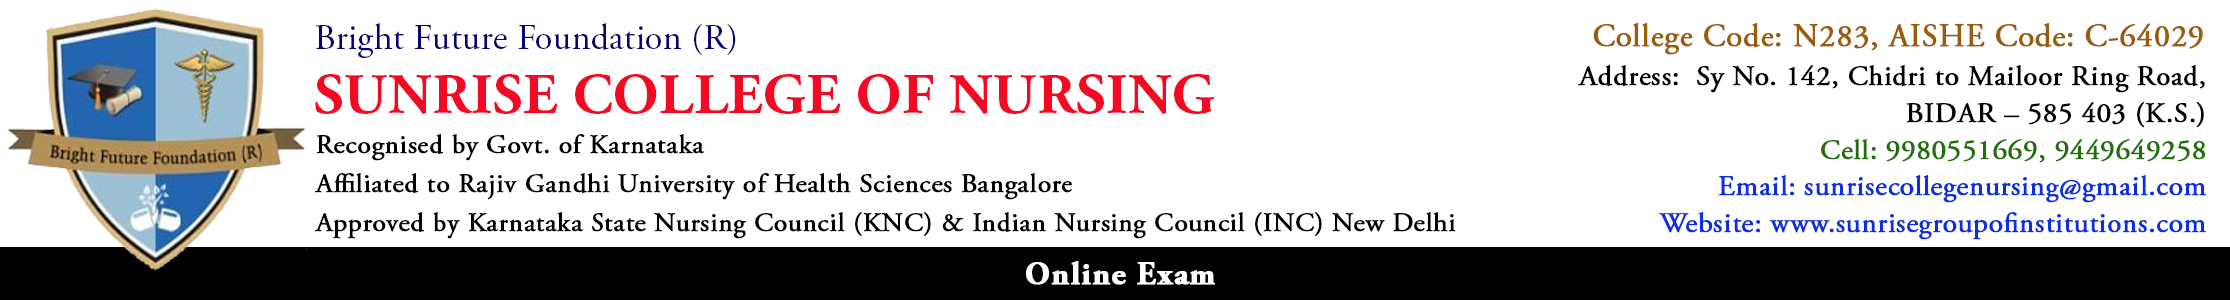 Bright Future Foundation (R)
Bright Future Foundation (R)
SUNRISE COLLEGE OF NURSING
Recognised by Govt. of Karnataka
Affiliated to Rajiv Gandhi University of Health Sciences Bangalore
Approved by Karnataka State Nursing Council (KNC) & Indian Nursing Council (INC) New Delhi
College Code: N283, AISHE Code: C-64029
Address: Sy No. 142, Chidri to Mailoor Ring Road,
BIDAR – 585 403 (K.S.)
Cell: 9980551669, 9449649258
Email: sunrisecollegenursing@gmail.com
Website: www.sunrisegroupofinstitutions.com
Online Exam